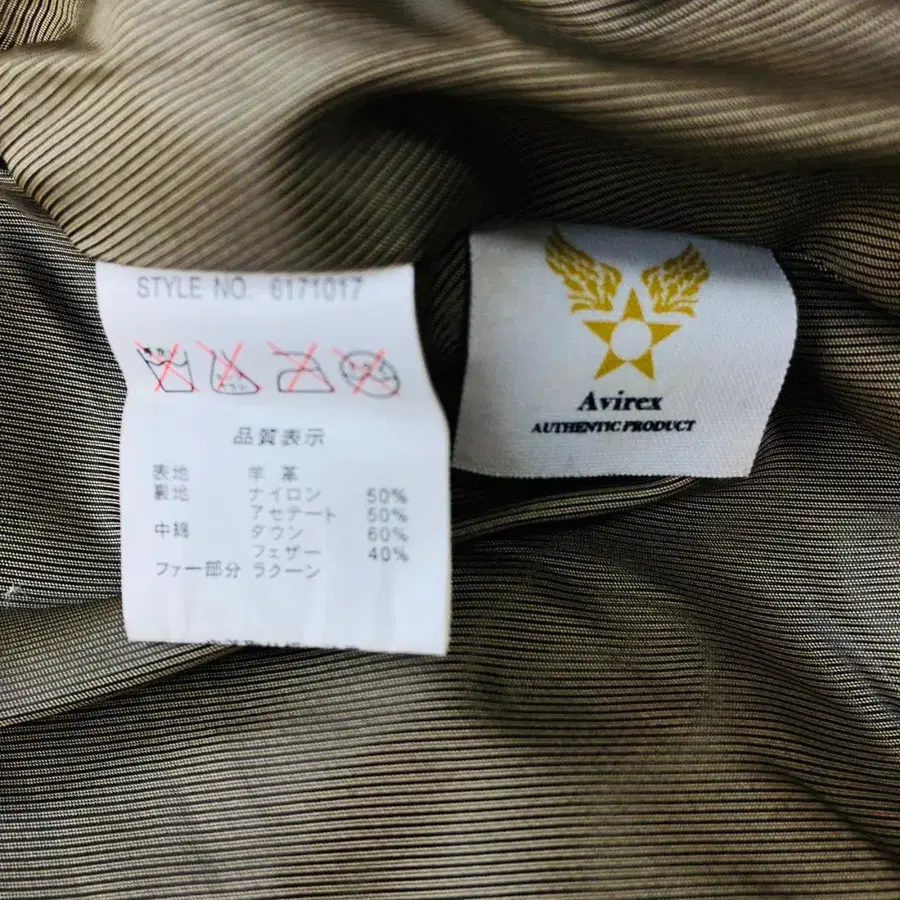 STYLE NO. 6171017
品質表示
表地 羊革
裏地 ナイロン 50%
アセテート 50%
中綿 ダウン 60%
フェザー 40%
ファー部分 ラクーン
Avirex
AUTHENTIC PRODUCT